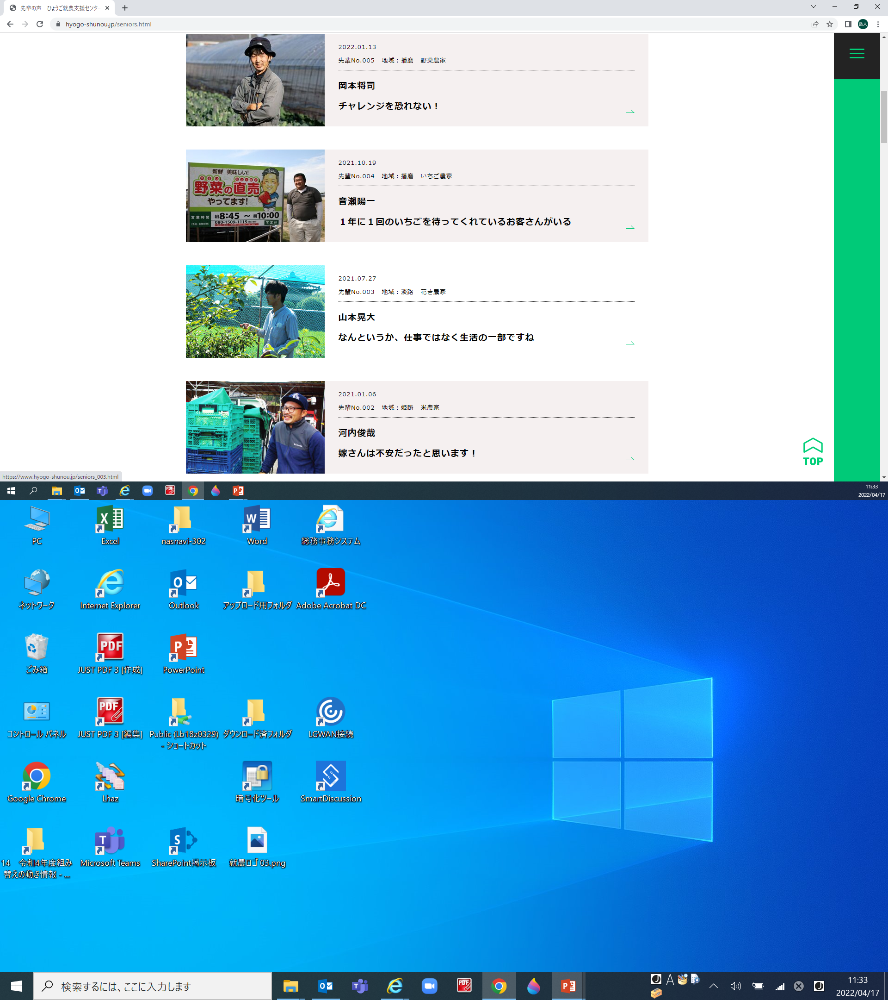 先輩の声　ひょうご就農支援センター
hyogo-shunou.jp/seniors.html
岳人
2022.01.13
先輩No.005　地域：播磨　野菜農家
岡本将司
チャレンジを恐れない！
新鮮 美味しい!
やさい ちょくばい
野菜の直売
やってます!
営業時間 朝8:45 ～ 朝10:00
080-1509-1115 不定休
2021.10.19
先輩No.004　地域：播磨　いちご農家
音瀬陽一
１年に１回のいちごを待ってくれているお客さんがいる
2021.07.27
先輩No.003　地域：淡路　花き農家
山本晃大
なんというか、仕事ではなく生活の一部ですね
2021.01.06
先輩No.002　地域：姫路　米農家
河内俊哉
嫁さんは不安だったと思います！
TOP
https://www.hyogo-shunou.jp/seniors_003.html
11:33
2022/04/17
PC
Excel
nasnavi-302
Word
総務事務システム
ネットワーク
Internet Explorer
Outlook
アップロード用フォルダ
Adobe Acrobat DC
ごみ箱
JUST PDF 3 [作成]
PowerPoint
コントロール パネル
JUST PDF 3 [編集]
Public (Lb18z0329) - ショートカット
ダウンロード済フォルダ
LGWAN接続
Google Chrome
Lhaz
暗号化ツール
SmartDiscussion
14　令和4年度組み替えの動き情報 - ...
Microsoft Teams
SharePoint掲示板
就農ロゴ03.png
検索するには、ここに入力します
A
11:33
2022/04/17